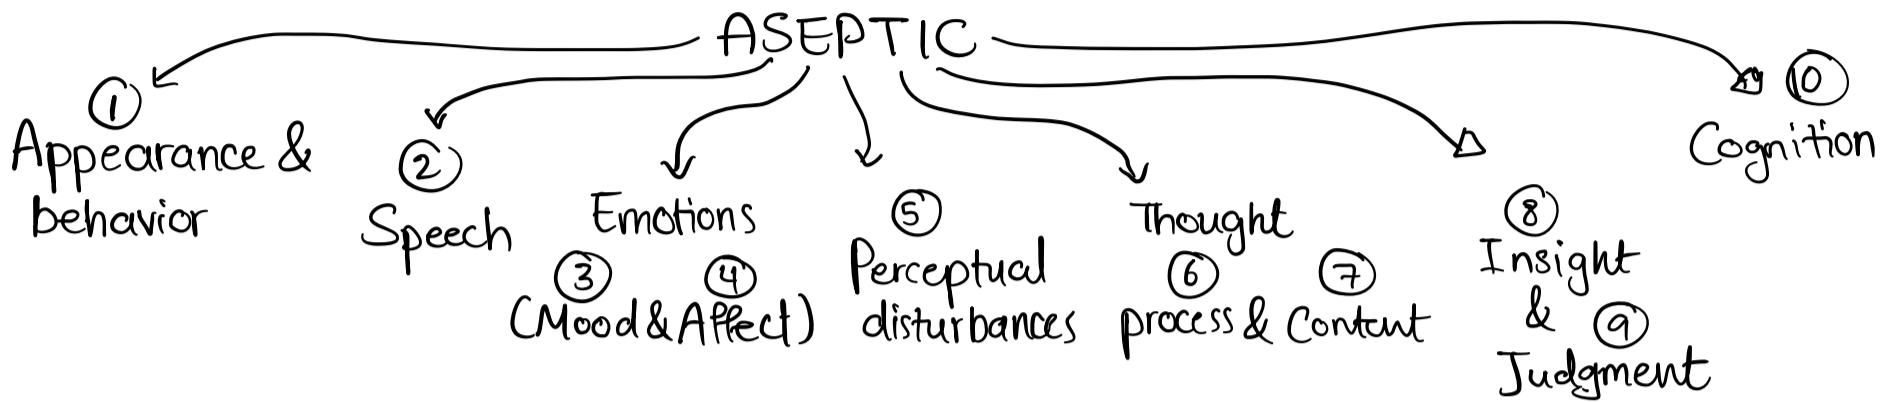 ASEPTIC
1
Appearance &
behavior
2
Speech
Emotions
3 4
(Mood & Affect)
5
Perceptual
disturbances
Thought
6 7
process & Content
8
Insight
&
9
Judgment
10
Cognition